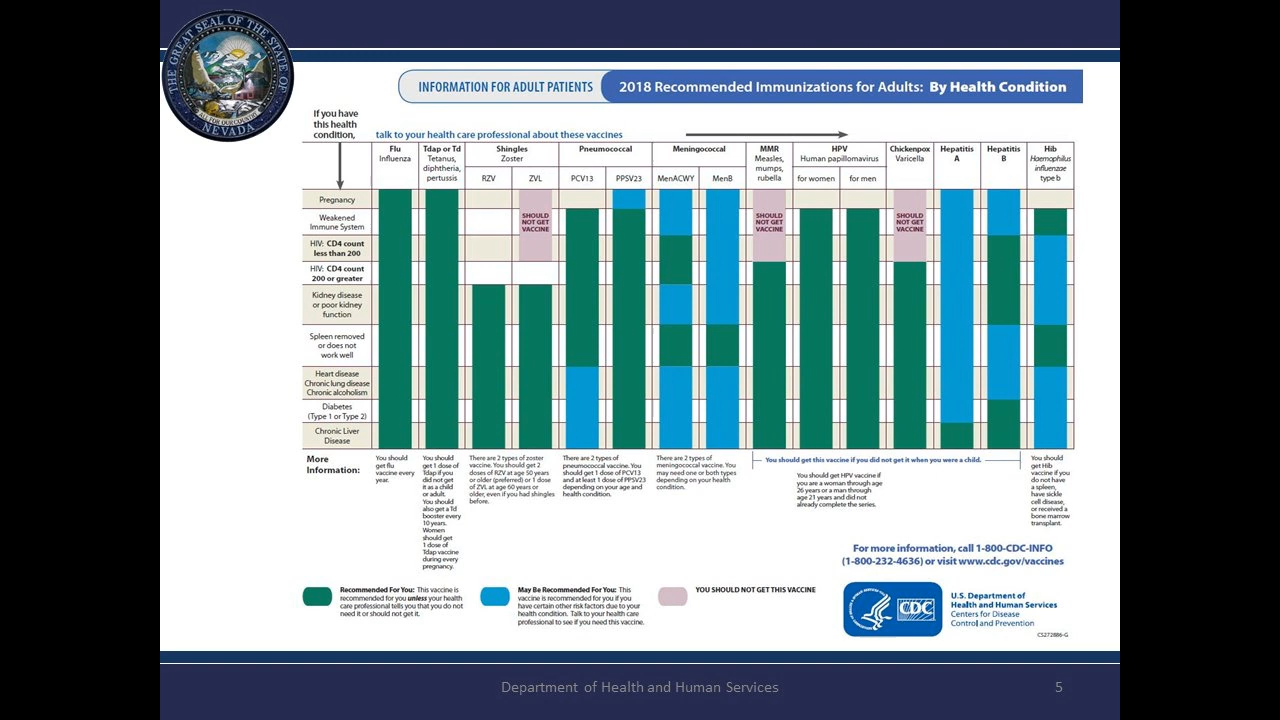 THE GREAT SEAL OF THE STATE OF
ALL FOR OUR COUNTRY
NEVADA
INFORMATION FOR ADULT PATIENTS
2018 Recommended Immunizations for Adults: By Health Condition
If you have
this health
condition,
talk to your health care professional about these vaccines
Flu
Influenza
Tdap or Td
Tetanus,
diphtheria,
pertussis
Shingles
Zoster
RZV
ZVL
Pneumococcal
PCV13
PPSV23
Meningococcal
MenACWY
MenB
MMR
Measles,
mumps,
rubella
HPV
Human papillomavirus
for women
for men
Chickenpox
Varicella
Hepatitis
A
Hepatitis
B
Hib
Haemophilus
influenzae
type b
Pregnancy
Weakened
Immune System
HIV: CD4 count
less than 200
HIV: CD4 count
200 or greater
Kidney disease
or poor kidney
function
Spleen removed
or does not
work well
Heart disease
Chronic lung disease
Chronic alcoholism
Diabetes
(Type 1 or Type 2)
Chronic Liver
Disease
SHOULD
NOT GET
VACCINE
SHOULD
NOT GET
VACCINE
SHOULD
NOT GET
VACCINE
More
Information:
You should
get flu
vaccine every
year.
You should
get 1 dose of
Tdap if you
did not get
it as a child
or adult.
You should
also get a Td
booster every
10 years.
Women
should get
1 dose of
Tdap vaccine
during every
pregnancy.
There are 2 types of zoster
vaccine. You should get 2
doses of RZV at age 50 years
or older (preferred) or 1 dose
of ZVL at age 60 years or
older, even if you had shingles
before.
There are 2 types of
pneumococcal vaccine. You
should get 1 dose of PCV13
and at least 1 dose of PPSV23
depending on your age and
health condition.
There are 2 types of
meningococcal vaccine. You
may need one or both types
depending on your health
condition.
You should get this vaccine if you did not get it when you were a child.
You should get HPV vaccine if
you are a woman through age
26 years or a man through
age 21 years and did not
already complete the series.
You should
get Hib
vaccine if you
do not have
a spleen,
have sickle
cell disease,
or received a
bone marrow
transplant.
For more information, call 1-800-CDC-INFO
(1-800-232-4636) or visit www.cdc.gov/vaccines
Recommended For You: This vaccine is
recommended for you unless your health
care professional tells you that you do not
need it or should not get it.
May Be Recommended For You: This
vaccine is recommended for you if you
have certain other risk factors due to your
health condition. Talk to your health care
professional to see if you need this vaccine.
YOU SHOULD NOT GET THIS VACCINE
CDC
U.S. Department of
Health and Human Services
Centers for Disease
Control and Prevention
CS272886-G
Department of Health and Human Services
5